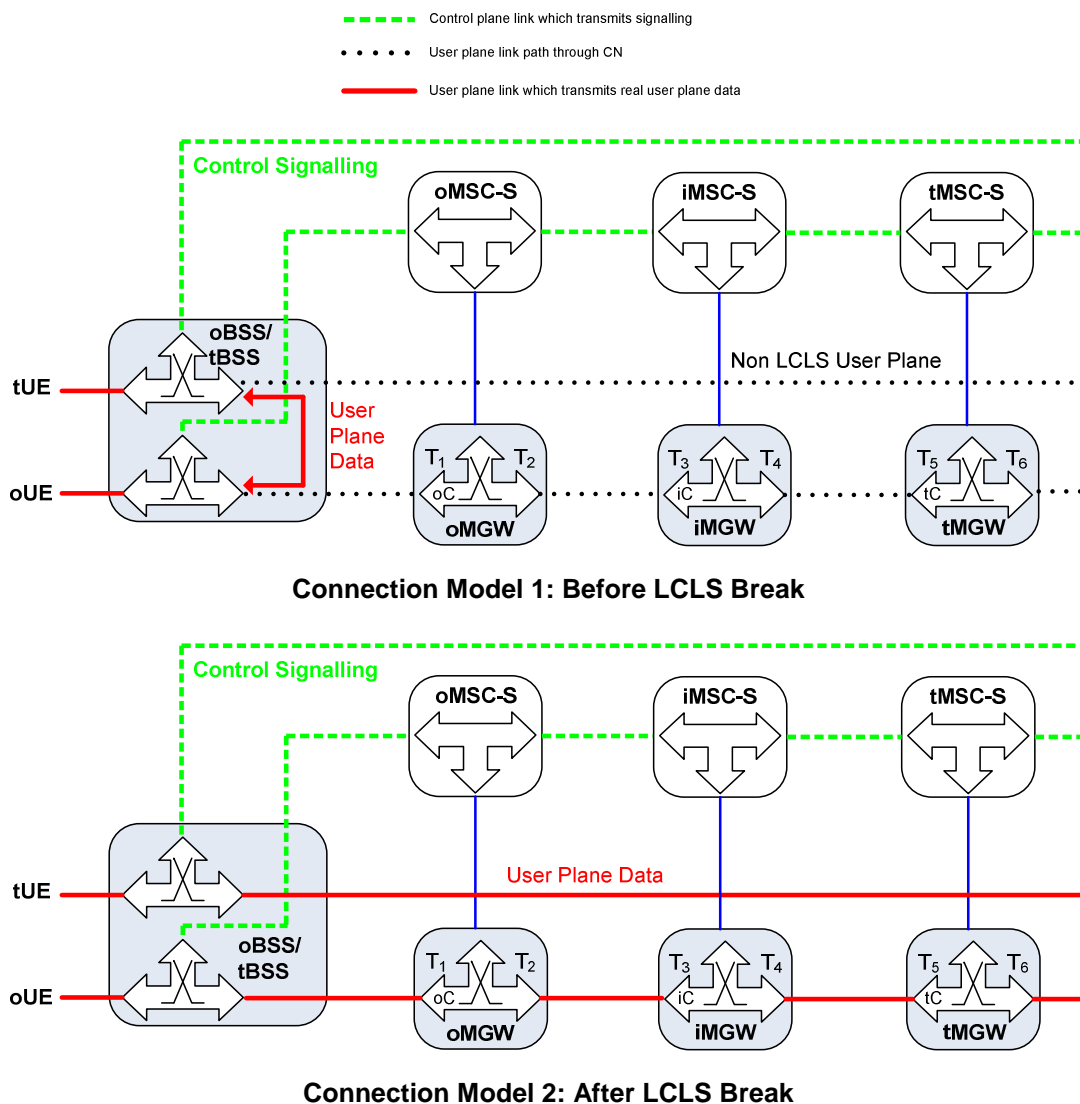 Control plane link which transmits signalling
User plane link path through CN
User plane link which transmits real user plane data
Control Signalling
oMSC-S
iMSC-S
tMSC-S
oBSS/
tBSS
Non LCLS User Plane
tUE
User
Plane
Data
oUE
T1
T2
oC
oMGW
T3
T4
iC
iMGW
T5
T6
tC
tMGW
Connection Model 1: Before LCLS Break
Control Signalling
oMSC-S
iMSC-S
tMSC-S
User Plane Data
tUE
oBSS/
tBSS
oUE
T1
T2
oC
oMGW
T3
T4
iC
iMGW
T5
T6
tC
tMGW
Connection Model 2: After LCLS Break